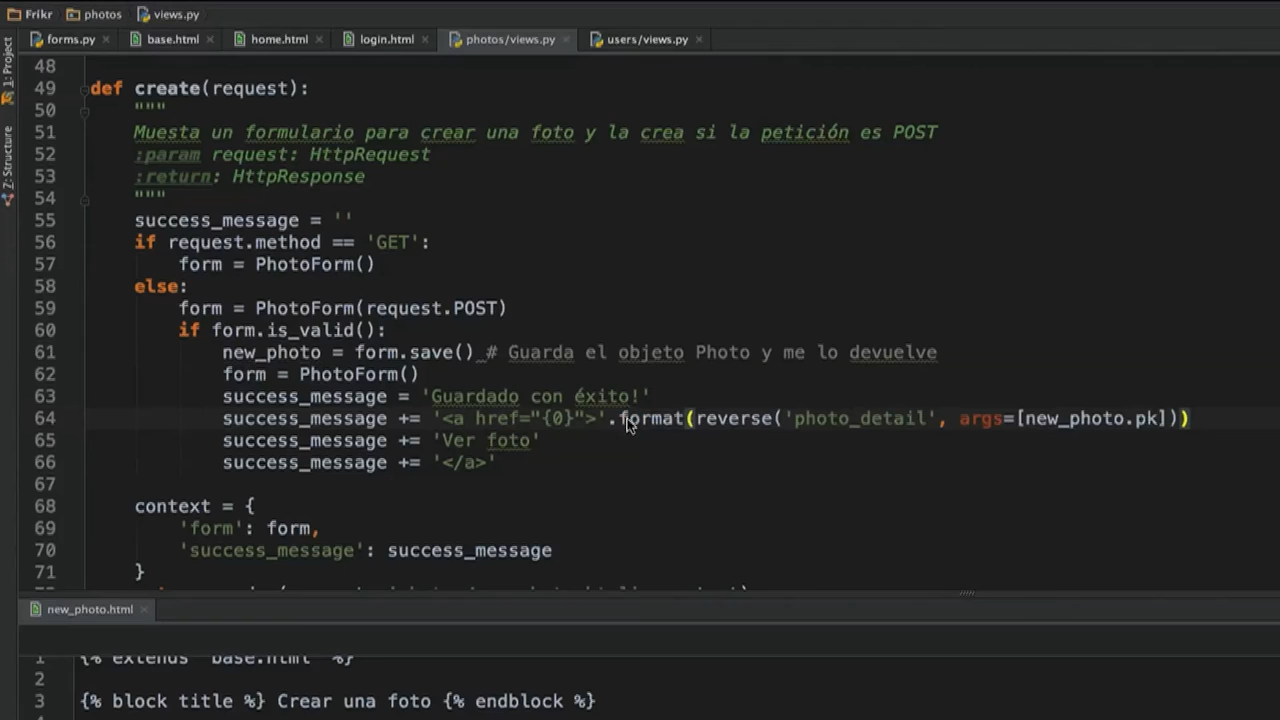 Frikr photos views.py
1: Project
Z: Structure
forms.py base.html home.html login.html photos/views.py users/views.py
48
49 def create(request):
50 """
51 Muesta un formulario para crear una foto y la crea si la petición es POST
52 :param request: HttpRequest
53 :return: HttpResponse
54 """
55 success_message = ''
56 if request.method == 'GET':
57 form = PhotoForm()
58 else:
59 form = PhotoForm(request.POST)
60 if form.is_valid():
61 new_photo = form.save() # Guarda el objeto Photo y me lo devuelve
62 form = PhotoForm()
63 success_message = 'Guardado con éxito!'
64 success_message += '<a href="{0}">'.format(reverse('photo_detail', args=[new_photo.pk]))
65 success_message += 'Ver foto'
66 success_message += '</a>'
67
68 context = {
69 'form': form,
70 'success_message': success_message
71 }
new_photo.html
1 {% extends base.html %}
2
3 {% block title %} Crear una foto {% endblock %}